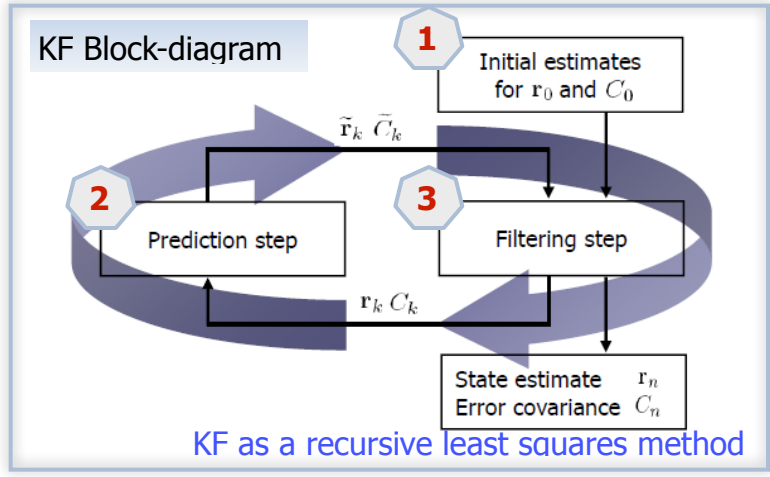 KF Block-diagram
1
Initial estimates
for r₀ and C₀
r̃ₖ C̃ₖ
2
Prediction step
3
Filtering step
rₖ Cₖ
State estimate rₙ
Error covariance Cₙ
KF as a recursive least squares method